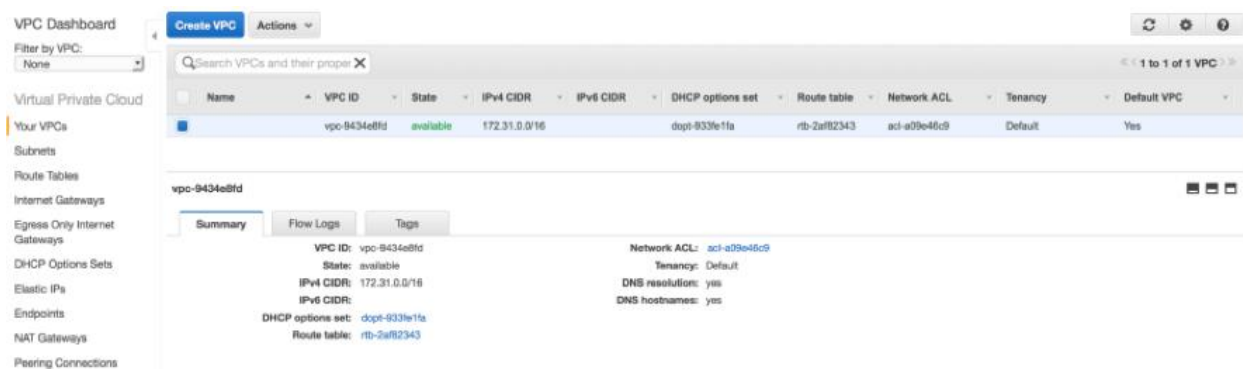 VPC Dashboard
Create VPC Actions
Filter by VPC:
None
Search VPCs and their proper
1 to 1 of 1 VPC
Virtual Private Cloud
Name VPC ID State IPv4 CIDR IPv6 CIDR DHCP options set Route table Network ACL Tenancy Default VPC
Your VPCs
vpc-9434e8fd available 172.31.0.0/16 dopt-933fe1fa rtb-2af82343 acl-a09e46c9 Default Yes
Subnets
Route Tables
Internet Gateways
Egress Only Internet
Gateways
DHCP Options Sets
Elastic IPs
Endpoints
NAT Gateways
Peering Connections
vpc-9434e8fd
Summary Flow Logs Tags
VPC ID: vpc-9434e8fd
State: available
IPv4 CIDR: 172.31.0.0/16
IPv6 CIDR:
DHCP options set: dopt-933fe1fa
Route table: rtb-2af82343
Network ACL: acl-a09e46c9
Tenancy: Default
DNS resolution: yes
DNS hostnames: yes